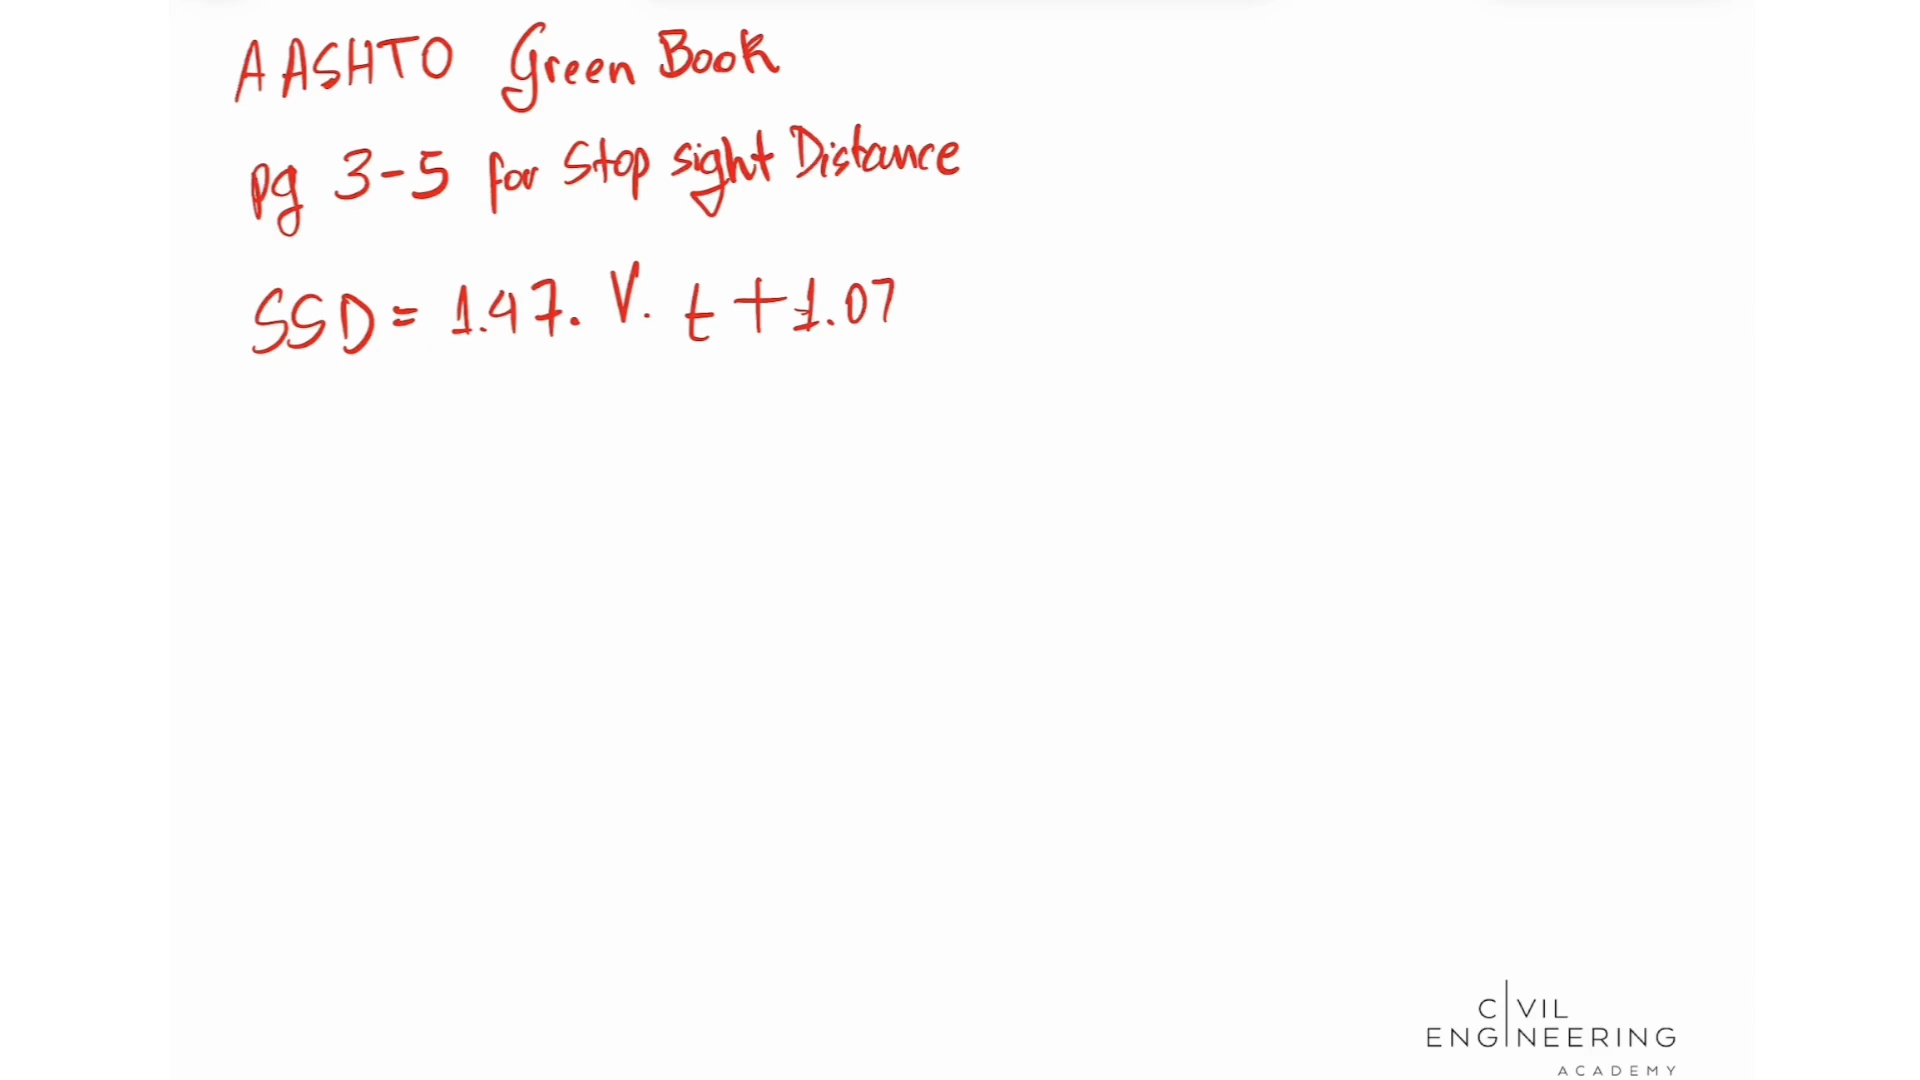 AASHTO Green Book
pg 3-5 for Stop sight Distance
SSD = 1.47. V. t + 1.07
CIVIL
ENGINEERING
ACADEMY